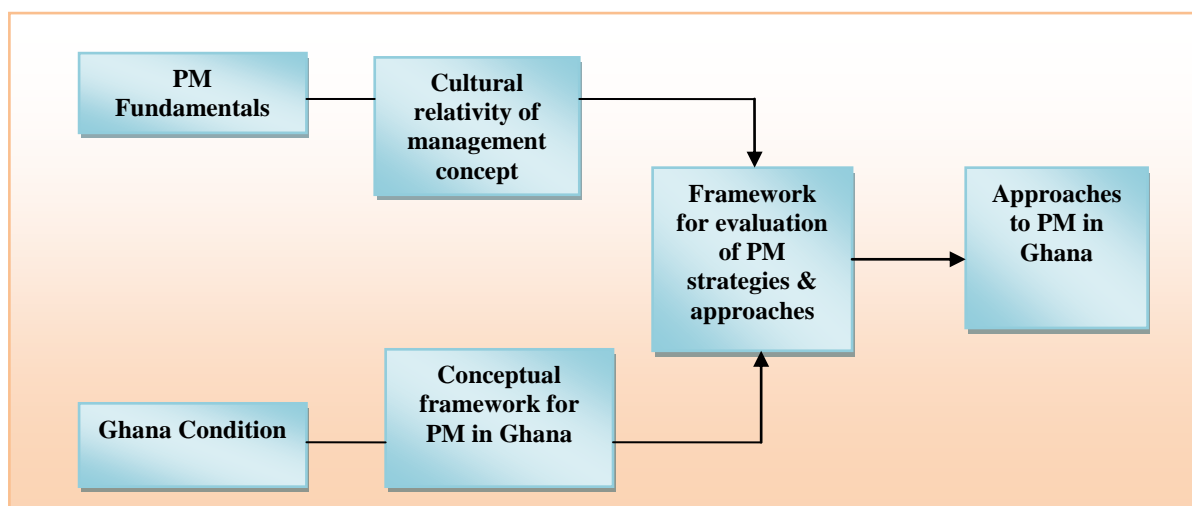 PM
Fundamentals
Cultural
relativity of
management
concept
Framework
for evaluation
of PM
strategies &
approaches
Approaches
to PM in
Ghana
Ghana Condition
Conceptual
framework for
PM in Ghana